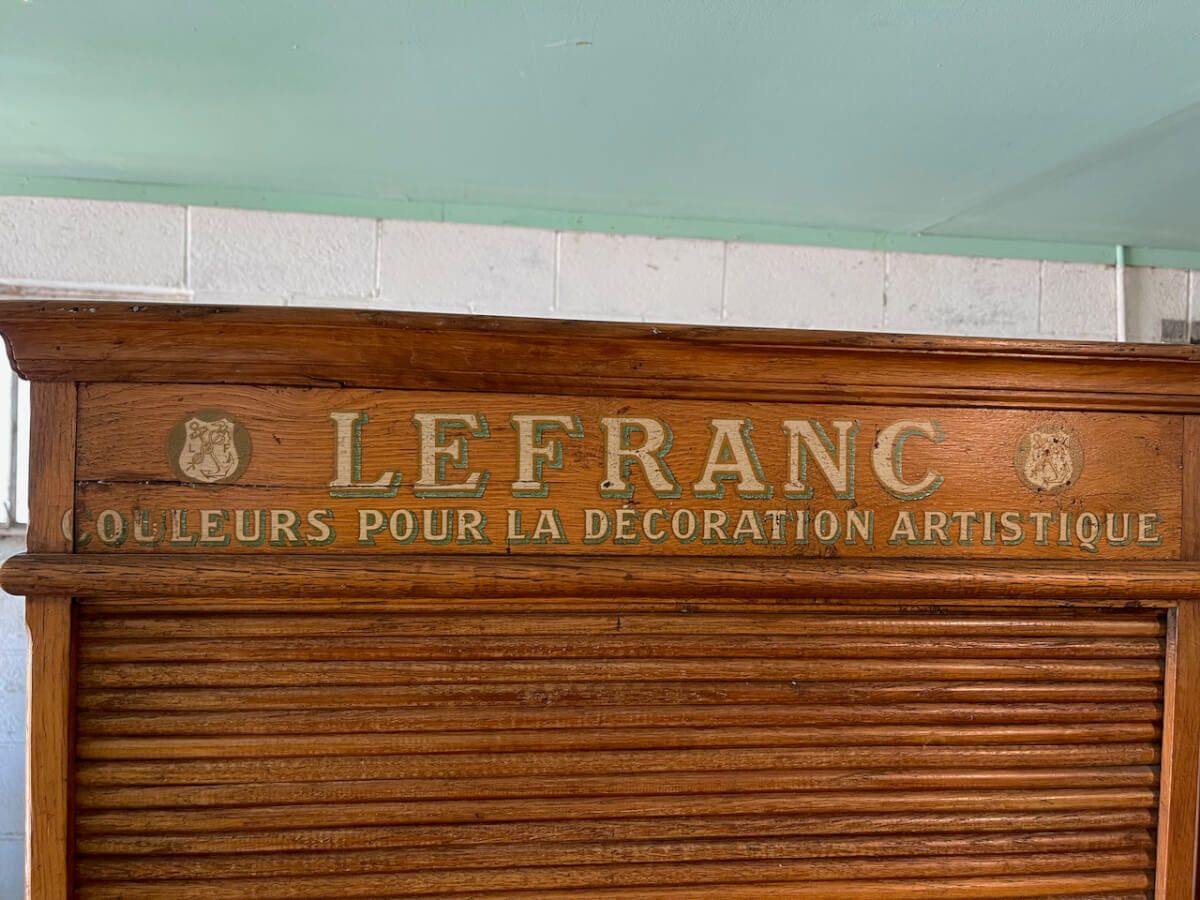 LEFRANC
COULEURS POUR LA DÉCORATION ARTISTIQUE